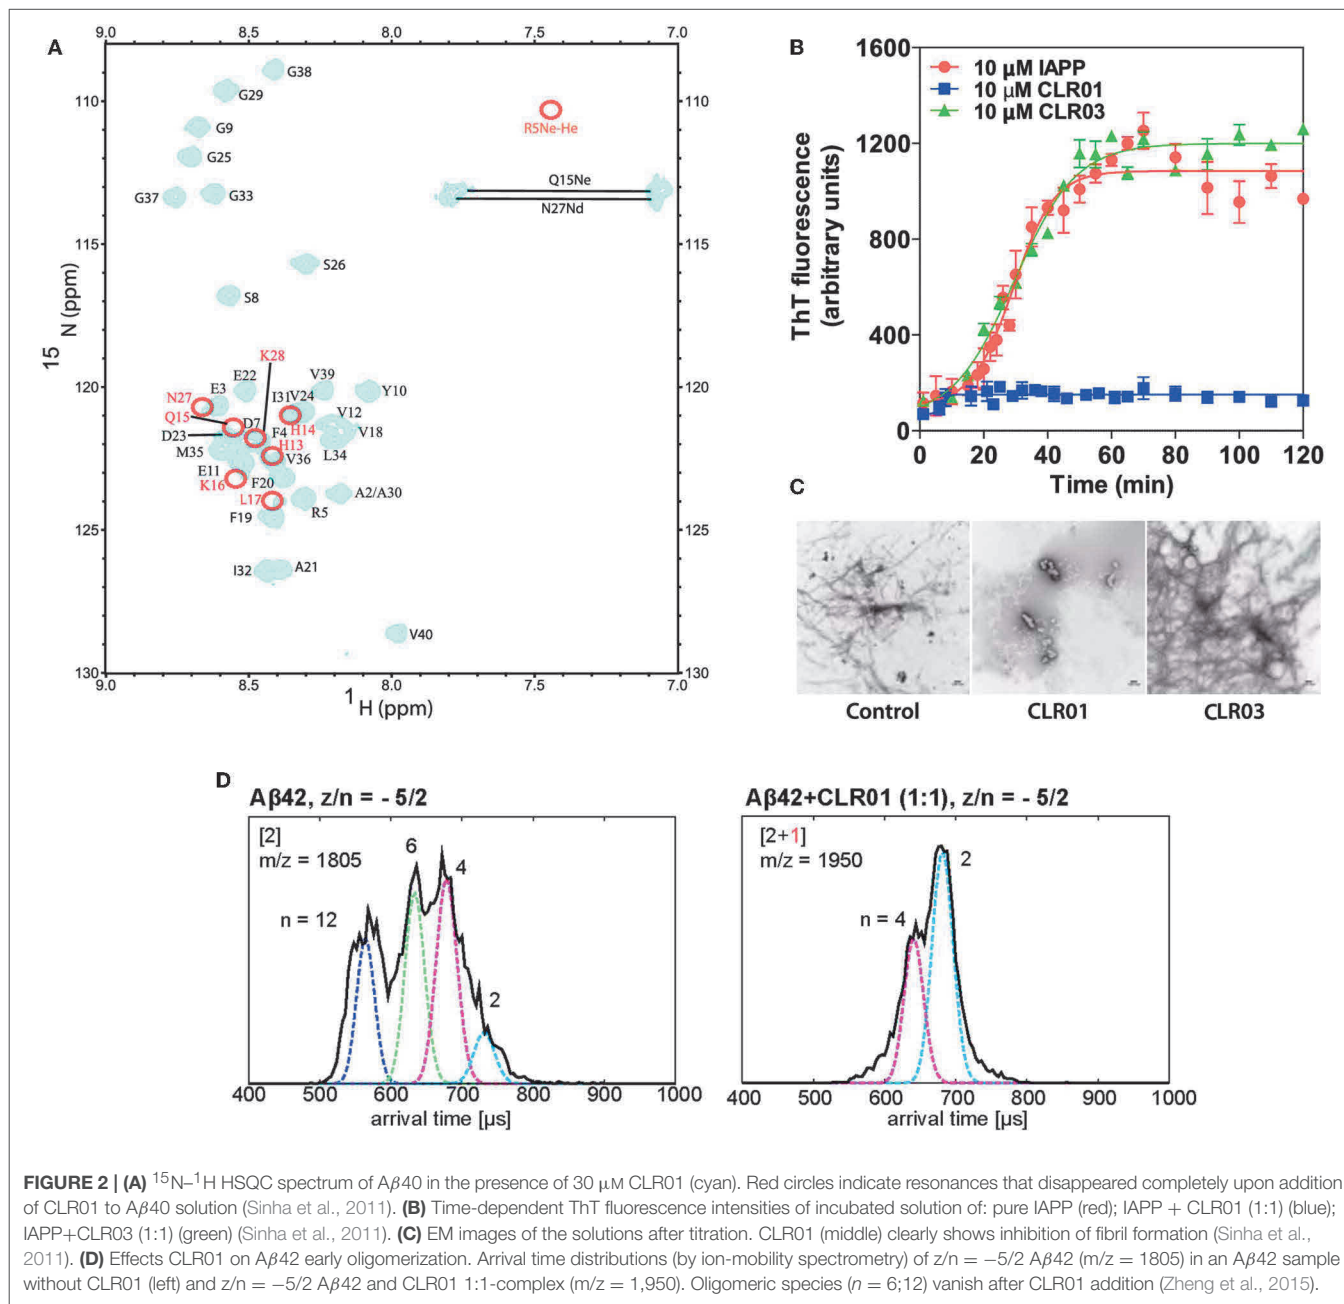 A
9.0 8.5 8.0 7.5 7.0
G38
G29
110
R5Ne-He
G9
G25
Q15Ne
G37
G33
N27Nd
115
S26
S8
15 N (ppm)
K28
120
E22
V39
N27
E3
I31
V24
Y10
Q15
D7
F4
H14
V12
D23
H13
V18
M35
V36
L34
E11
F20
K16
L17
A2/A30
R5
125
F19
I32
A21
V40
130
110
115
120
125
130
9.0 8.5 8.0 7.5 7.0
1 H (ppm)
B
1600
1200
800
400
0
ThT fluorescence
(arbitrary units)
10 µM IAPP
10 µM CLR01
10 µM CLR03
0 20 40 60 80 100 120
Time (min)
C
Control
CLR01
CLR03
D
Aβ42, z/n = - 5/2
[2]
m/z = 1805
n = 12
6
4
2
400 500 600 700 800 900 1000
arrival time [µs]
Aβ42+CLR01 (1:1), z/n = - 5/2
[2+1]
m/z = 1950
n = 4
2
400 500 600 700 800 900 1000
arrival time [µs]
FIGURE 2 | (A) 15N–1H HSQC spectrum of Aβ40 in the presence of 30 µM CLR01 (cyan). Red circles indicate resonances that disappeared completely upon addition
of CLR01 to Aβ40 solution (Sinha et al., 2011). (B) Time-dependent ThT fluorescence intensities of incubated solution of: pure IAPP (red); IAPP + CLR01 (1:1) (blue);
IAPP+CLR03 (1:1) (green) (Sinha et al., 2011). (C) EM images of the solutions after titration. CLR01 (middle) clearly shows inhibition of fibril formation (Sinha et al.,
2011). (D) Effects CLR01 on Aβ42 early oligomerization. Arrival time distributions (by ion-mobility spectrometry) of z/n = −5/2 Aβ42 (m/z = 1805) in an Aβ42 sample
without CLR01 (left) and z/n = −5/2 Aβ42 and CLR01 1:1-complex (m/z = 1,950). Oligomeric species (n = 6;12) vanish after CLR01 addition (Zheng et al., 2015).